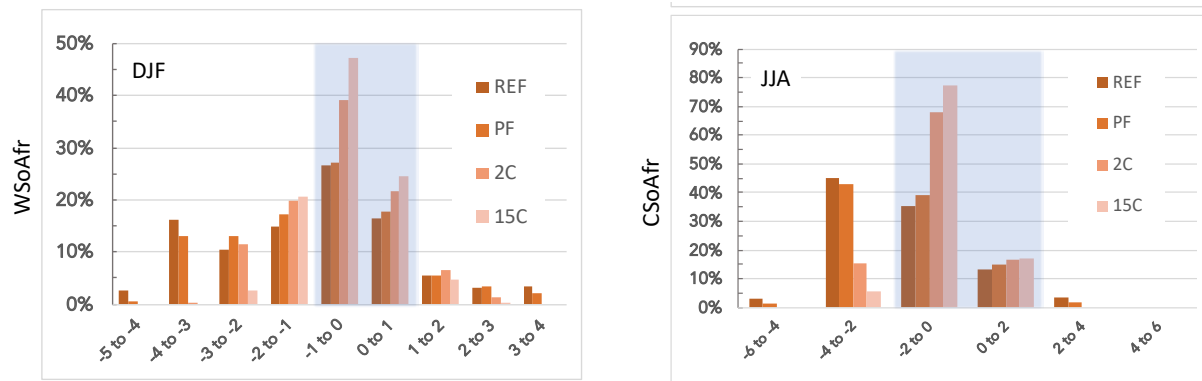 50%
40%
30%
20%
10%
0%
WSoAfr
DJF
REF
PF
2C
15C
-5 to -4
-4 to -3
-3 to -2
-2 to -1
-1 to 0
0 to 1
1 to 2
2 to 3
3 to 4
90%
80%
70%
60%
50%
40%
30%
20%
10%
0%
CSoAfr
JJA
REF
PF
2C
15C
-6 to -4
-4 to -2
-2 to 0
0 to 2
2 to 4
4 to 6